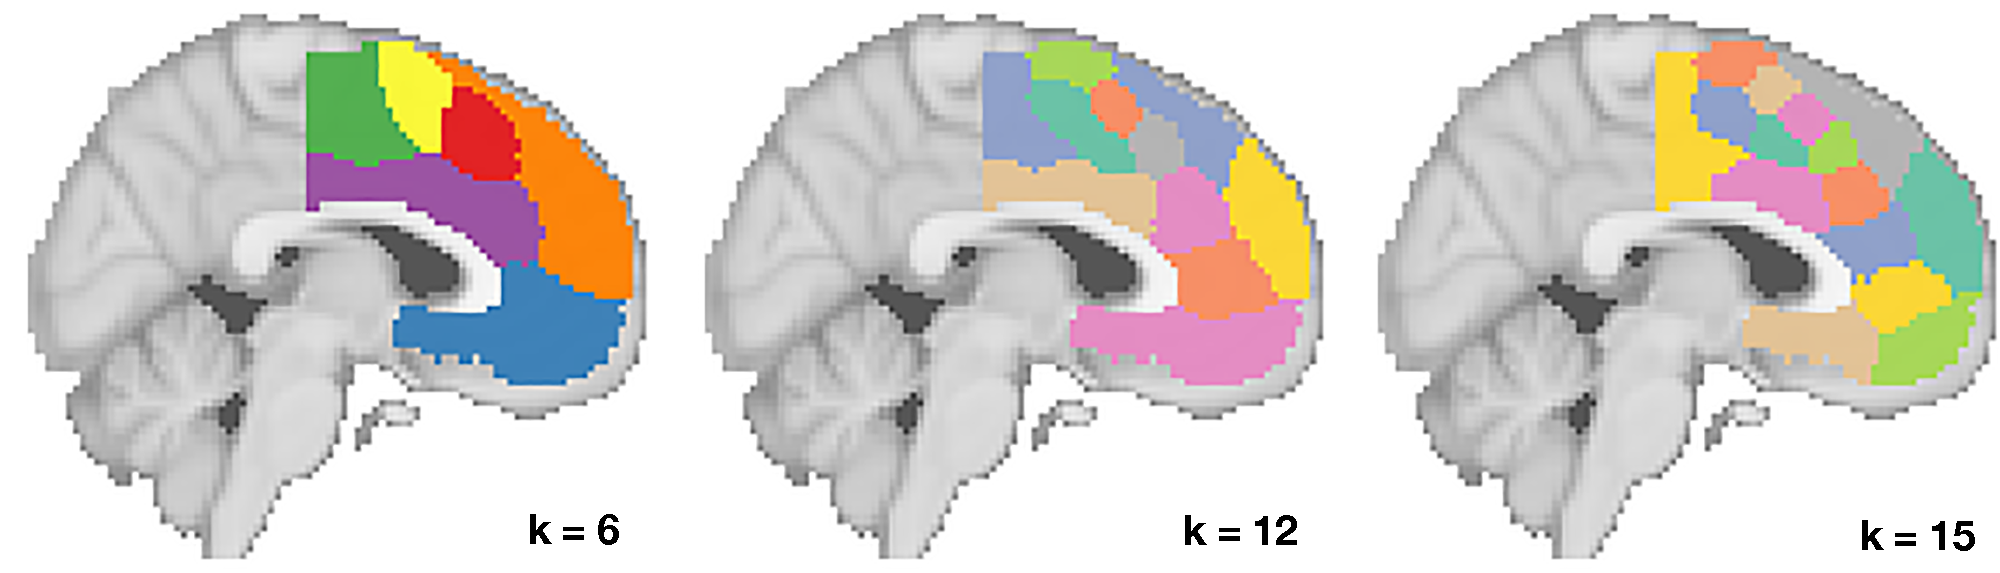 k = 6
k = 12
k = 15